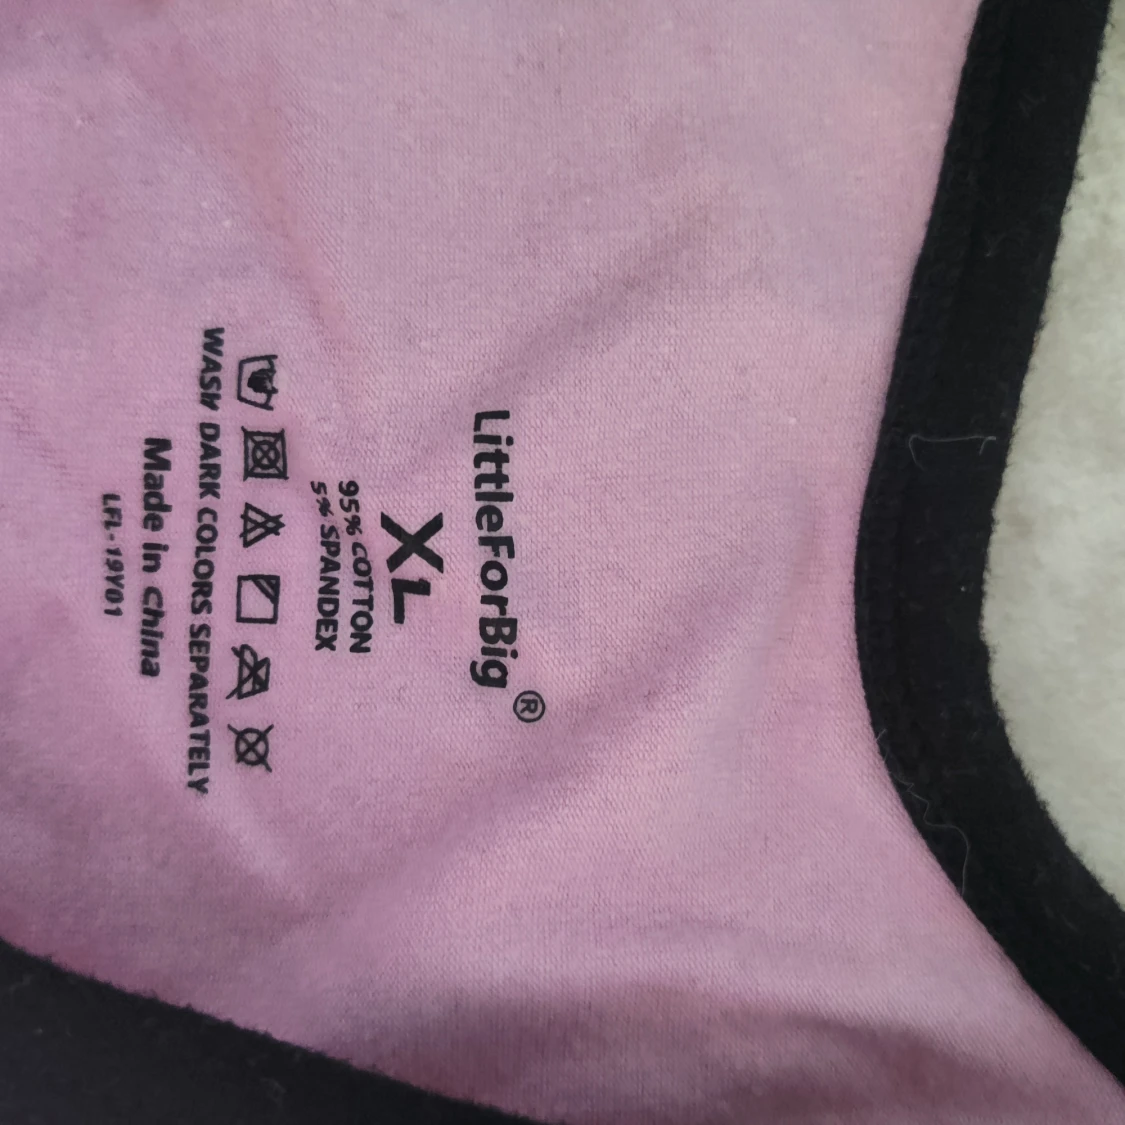 LittleForBig®
XL
95% COTTON
5% SPANDEX
WASH DARK COLORS SEPARATELY
Made in China
LFL-19Y01